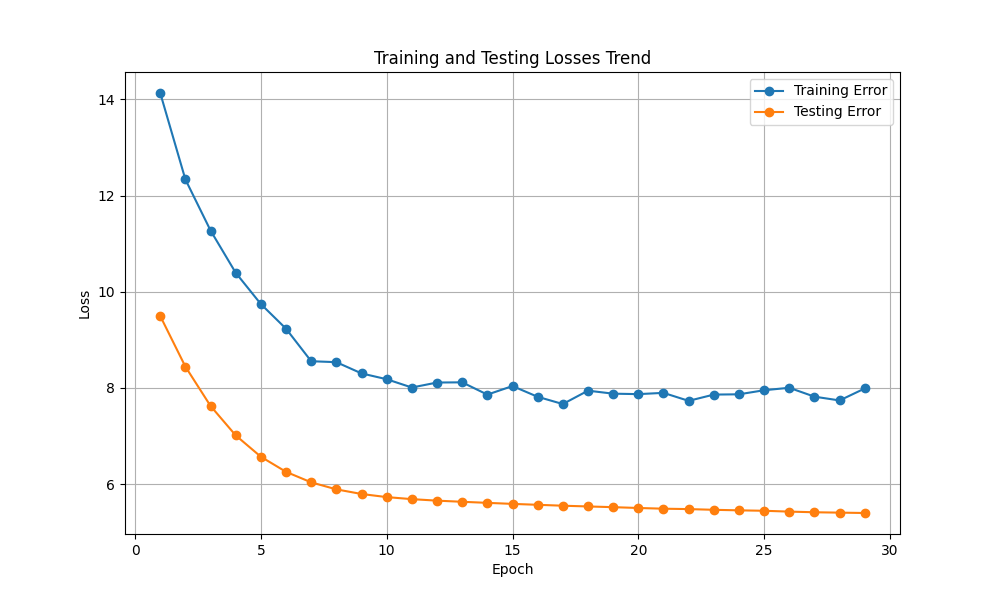 Training and Testing Losses Trend
Training Error
Testing Error
14
12
10
8
6
Loss
0 5 10 15 20 25 30
Epoch